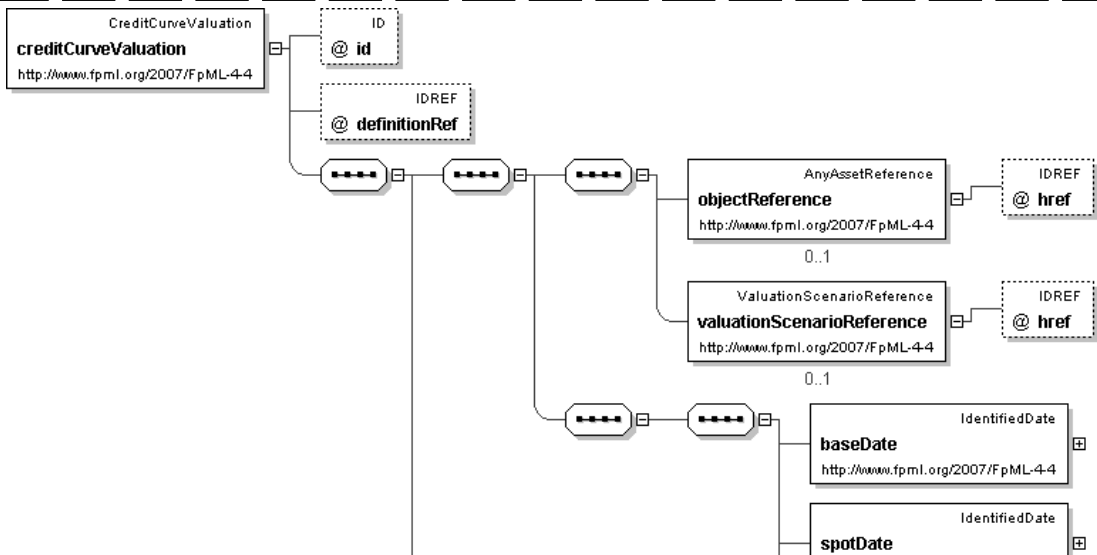 CreditCurveValuation
creditCurveValuation
http://www.fpml.org/2007/FpML-4-4
ID
@ id
IDREF
@ definitionRef
AnyAssetReference
objectReference
http://www.fpml.org/2007/FpML-4-4
0..1
IDREF
@ href
ValuationScenarioReference
valuationScenarioReference
http://www.fpml.org/2007/FpML-4-4
0..1
IDREF
@ href
IdentifiedDate
baseDate
http://www.fpml.org/2007/FpML-4-4
IdentifiedDate
spotDate